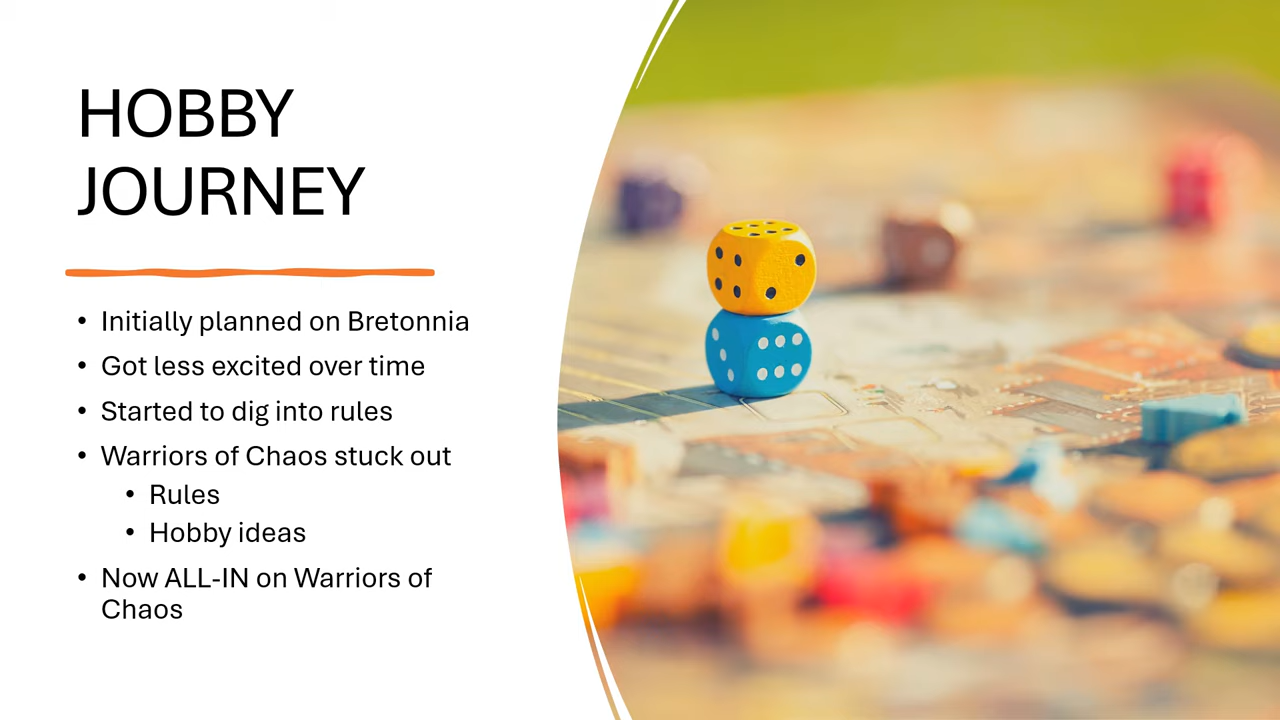 HOBBY
JOURNEY
• Initially planned on Bretonnia
• Got less excited over time
• Started to dig into rules
• Warriors of Chaos stuck out
• Rules
• Hobby ideas
• Now ALL-IN on Warriors of
Chaos